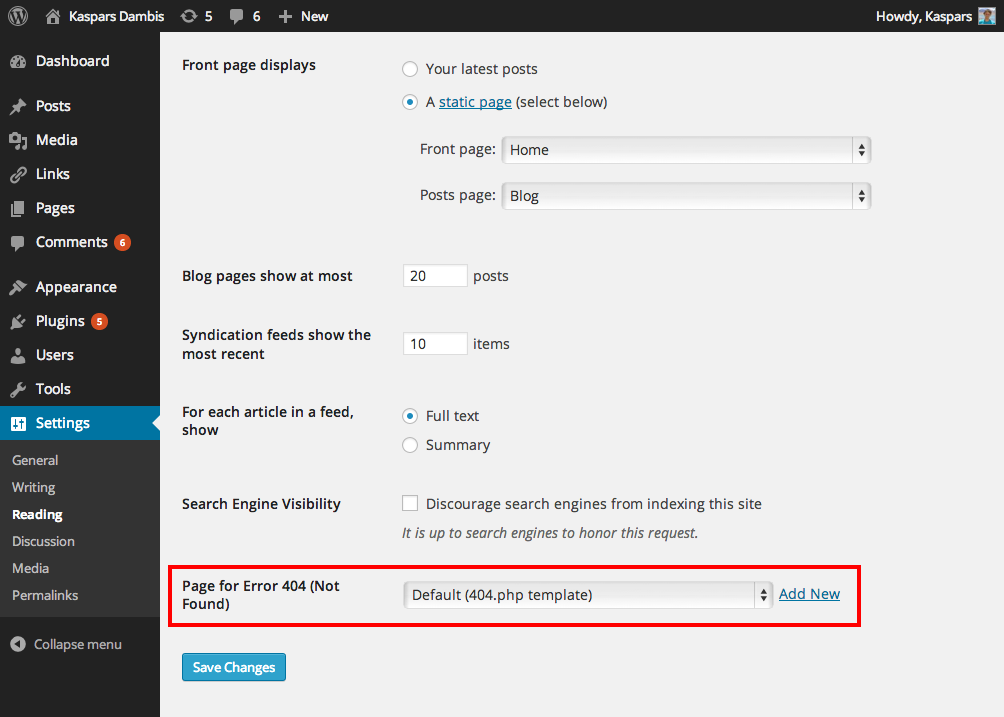 Kaspars Dambis 5 6 New Howdy, Kaspars
Dashboard
Posts
Media
Links
Pages
Comments 6
Appearance
Plugins 5
Users
Tools
Settings
General
Writing
Reading
Discussion
Media
Permalinks
Collapse menu
Front page displays
Your latest posts
A static page (select below)
Front page: Home
Posts page: Blog
Blog pages show at most 20 posts
Syndication feeds show the
most recent
10 items
For each article in a feed,
show
Full text
Summary
Search Engine Visibility
Discourage search engines from indexing this site
It is up to search engines to honor this request.
Page for Error 404 (Not
Found)
Default (404.php template) Add New
Save Changes